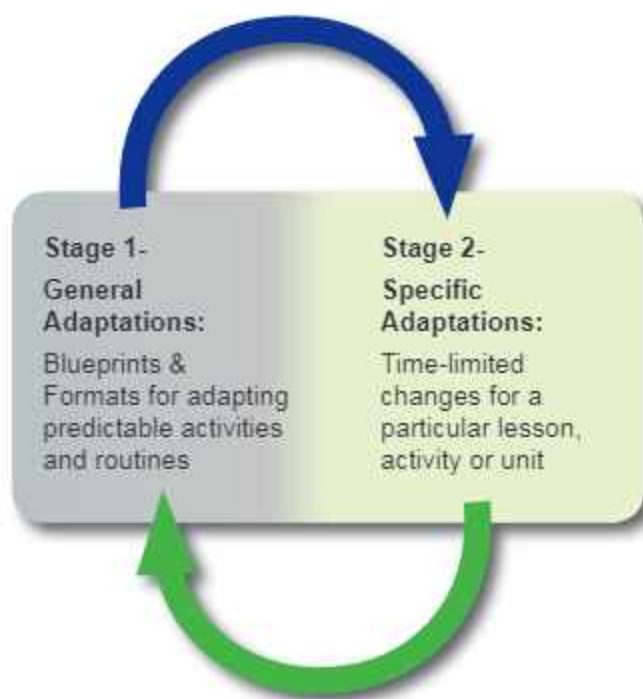 Stage 1-
General
Adaptations:
Blueprints &
Formats for adapting
predictable activities
and routines
Stage 2-
Specific
Adaptations:
Time-limited
changes for a
particular lesson,
activity or unit